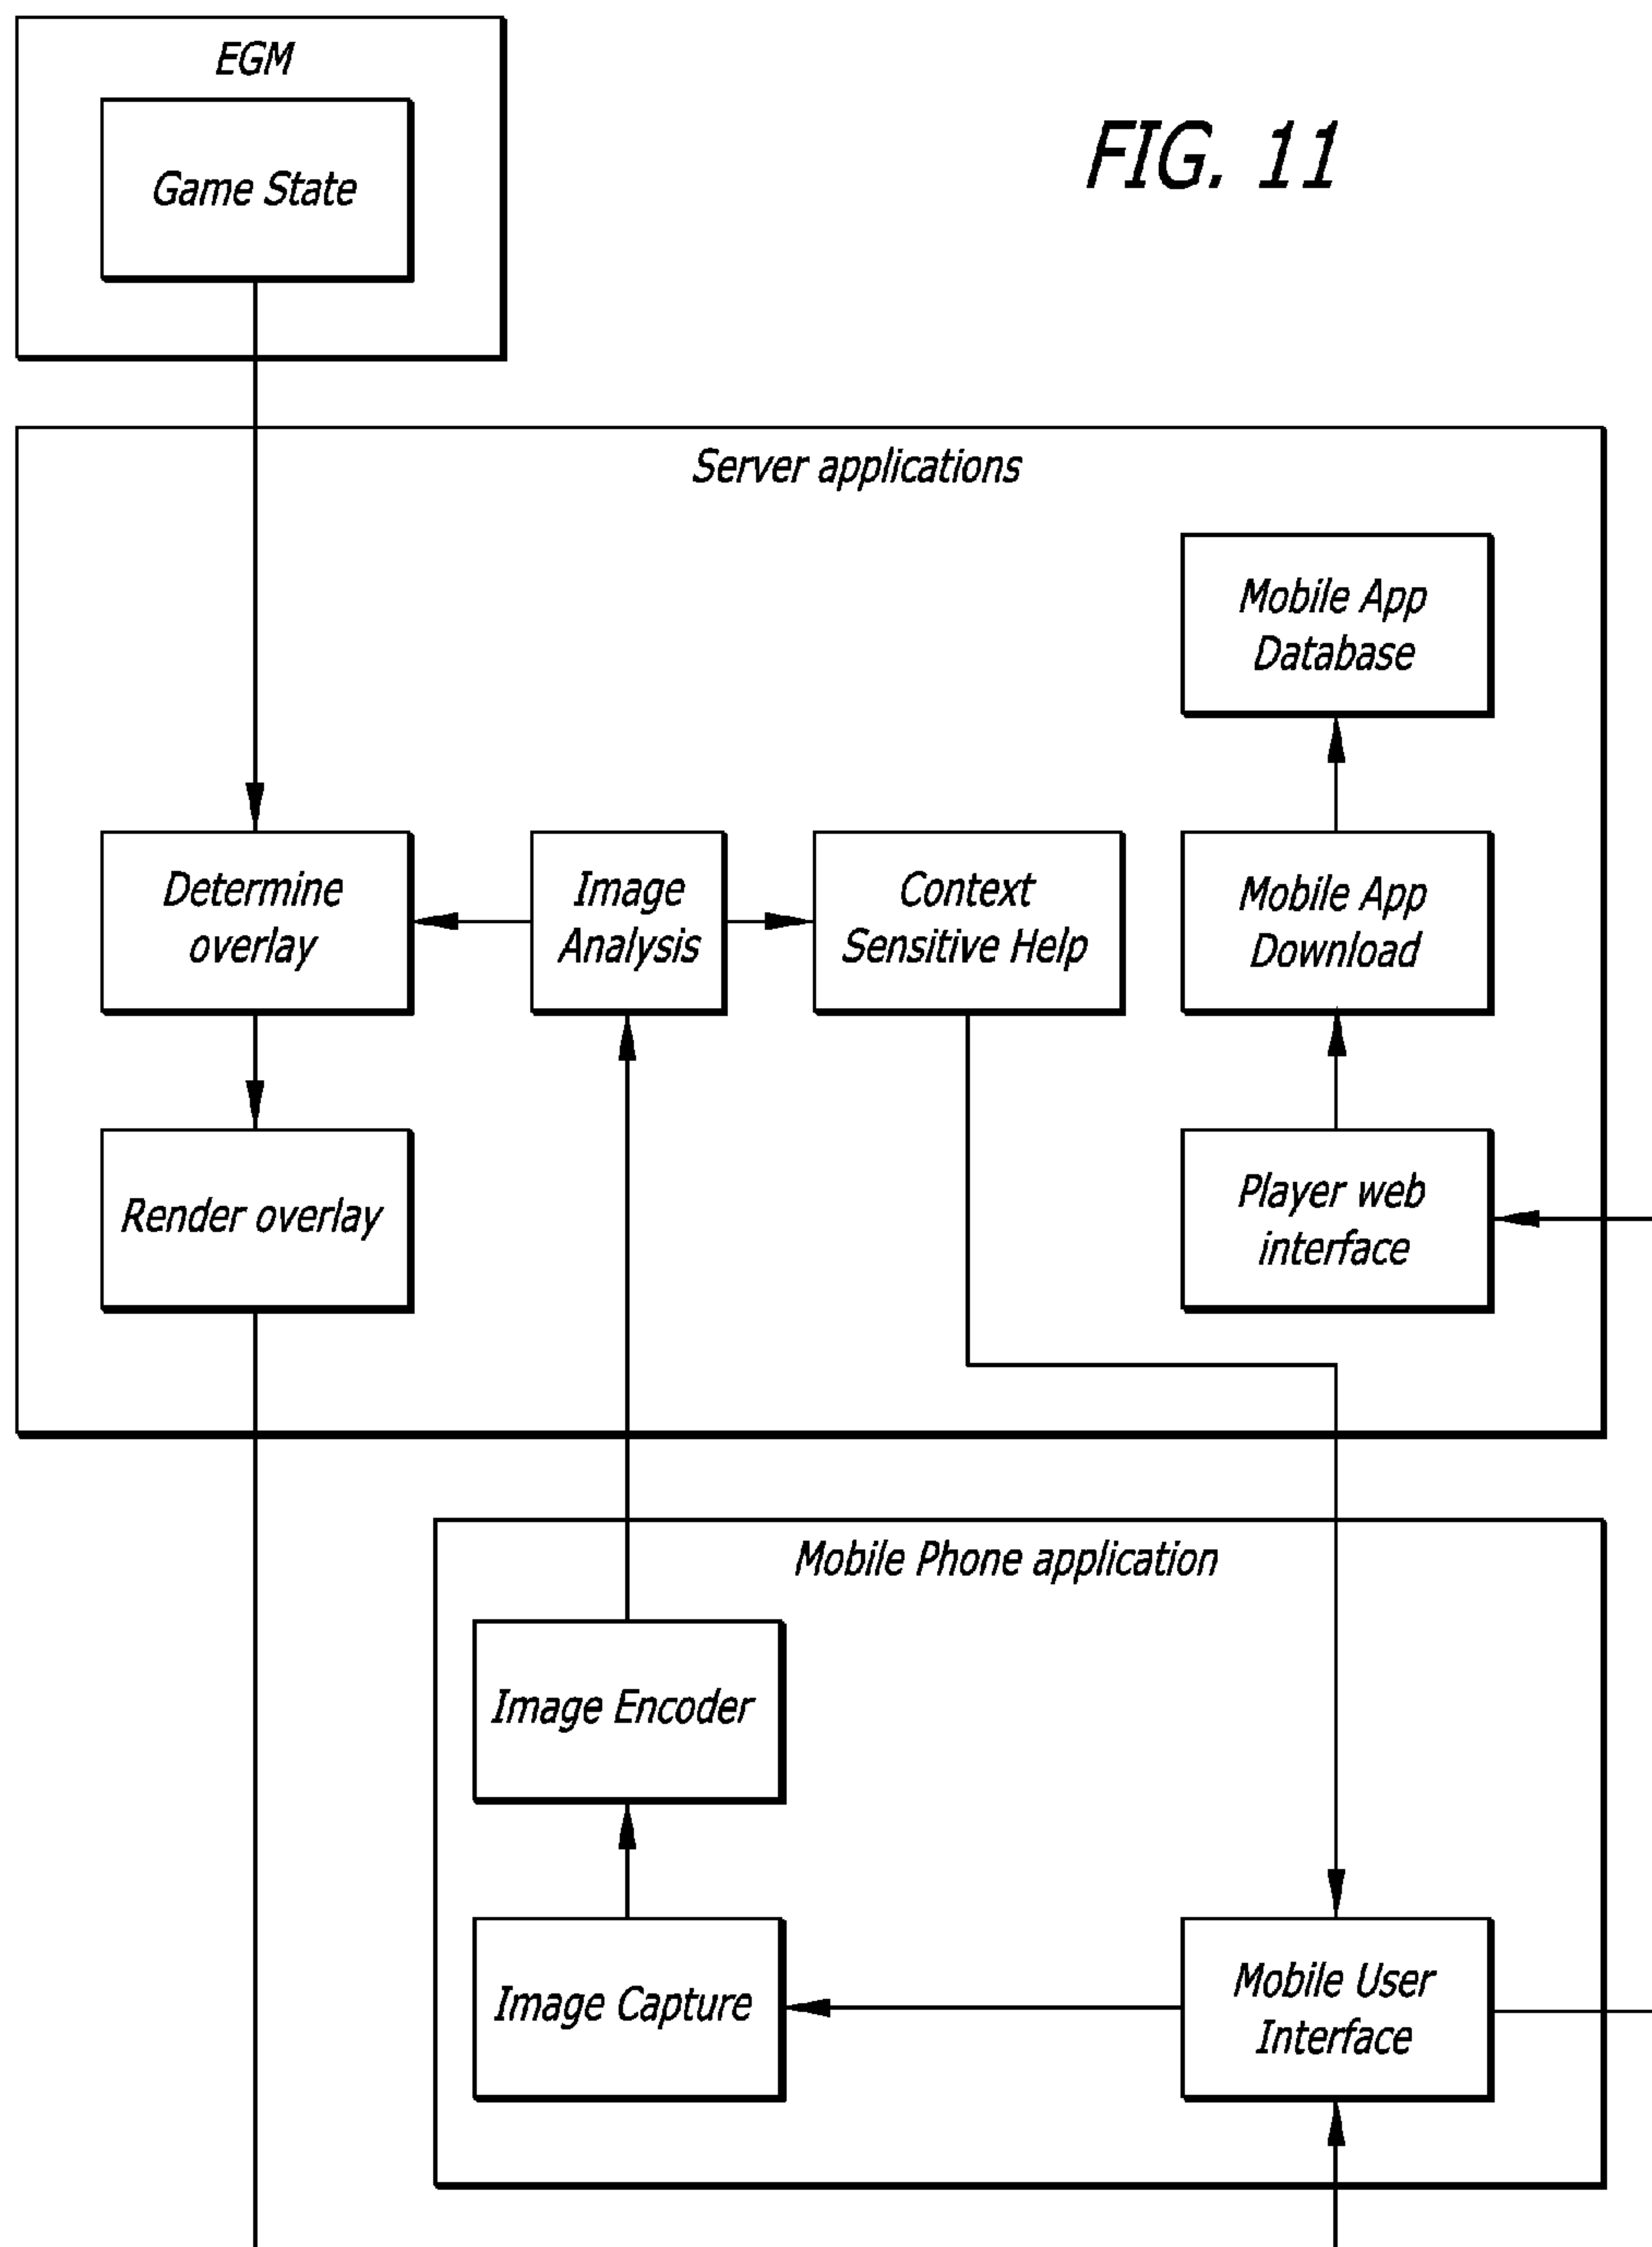 EGM
Game State
FIG. 11
Server applications
Mobile App
Database
Determine
overlay
Image
Analysis
Context
Sensitive Help
Mobile App
Download
Render overlay
Player web
interface
Mobile Phone application
Image Encoder
Image Capture
Mobile User
Interface